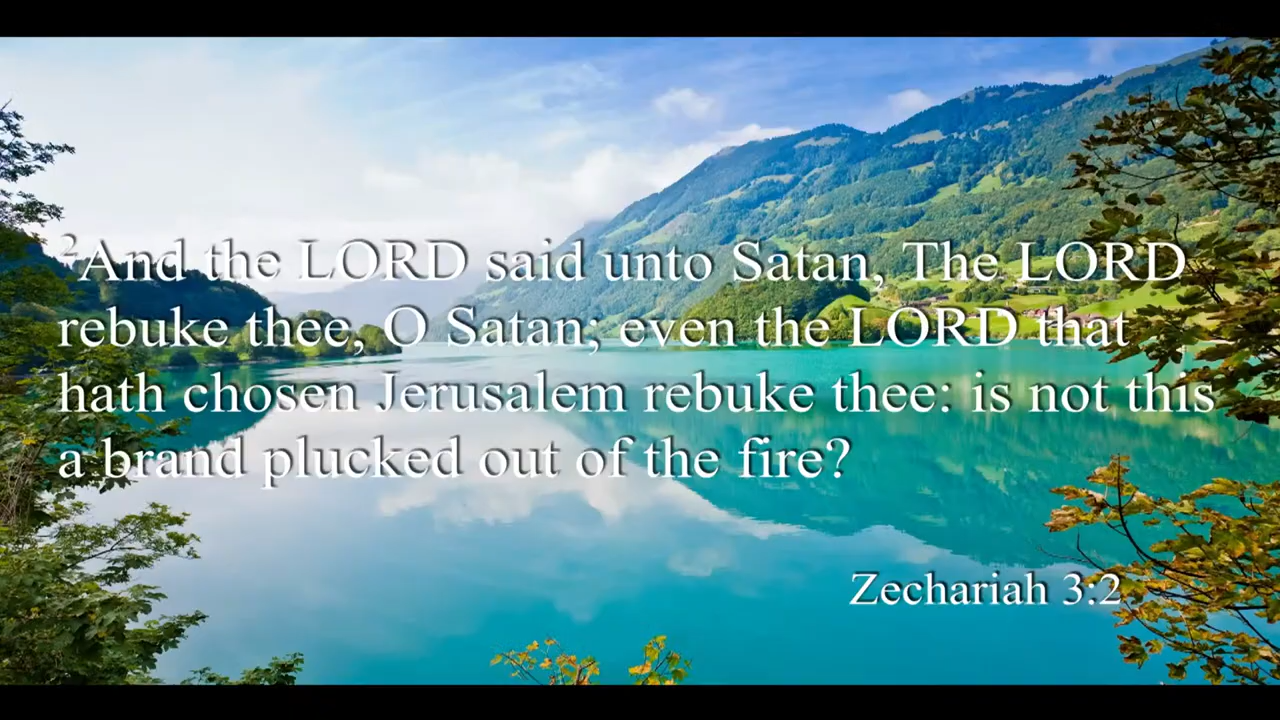 ²And the LORD said unto Satan, The LORD
rebuke thee, O Satan; even the LORD that
hath chosen Jerusalem rebuke thee: is not this
a brand plucked out of the fire?
Zechariah 3:2